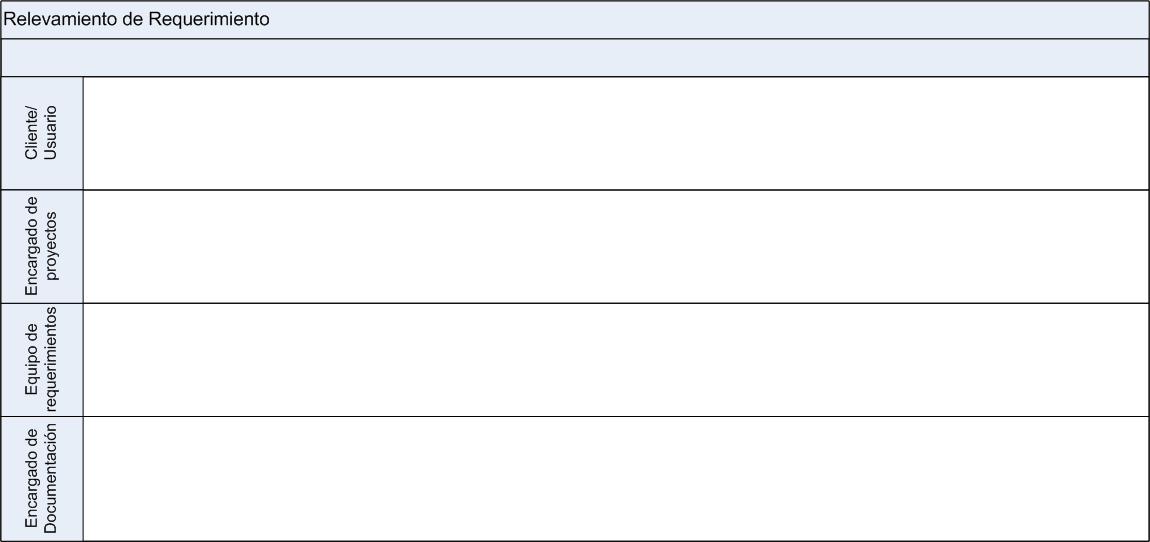 Relevamiento de Requerimiento
Cliente/
Usuario
Encargado de
proyectos
Equipo de
requerimientos
Encargado de
Documentación